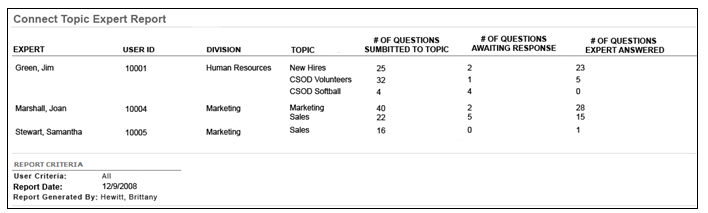 Connect Topic Expert Report
EXPERT USER ID DIVISION TOPIC # OF QUESTIONS SUMBITTED TO TOPIC # OF QUESTIONS AWAITING RESPONSE # OF QUESTIONS EXPERT ANSWERED
Green, Jim 10001 Human Resources New Hires 25 2 23
CSOD Volunteers 32 1 5
CSOD Softball 4 4 0
Marshall, Joan 10004 Marketing Marketing 40 2 28
Sales 22 5 15
Stewart, Samantha 10005 Marketing Sales 16 0 1
REPORT CRITERIA
User Criteria: All
Report Date: 12/9/2008
Report Generated By: Hewitt, Brittany